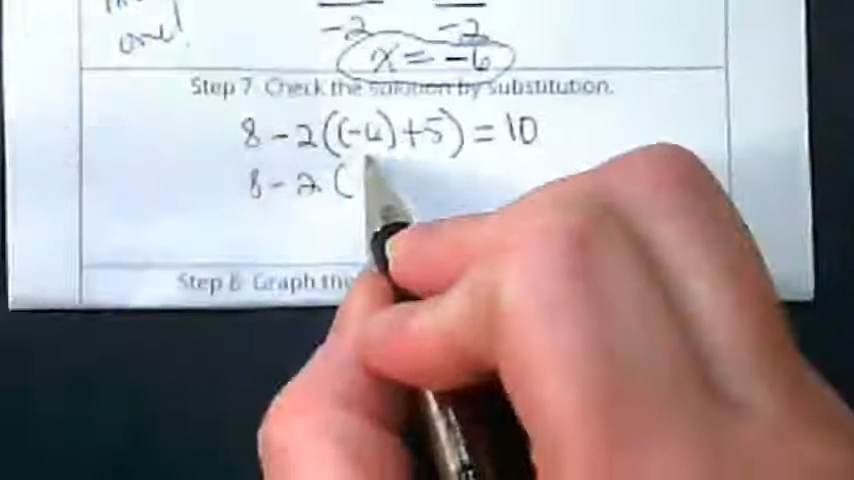 one!
-2 -2
x = -6
Step 7 Check the solution by substitution.
8 - 2((-6)+5) = 10
8 - 2(
Step 8 Graph the